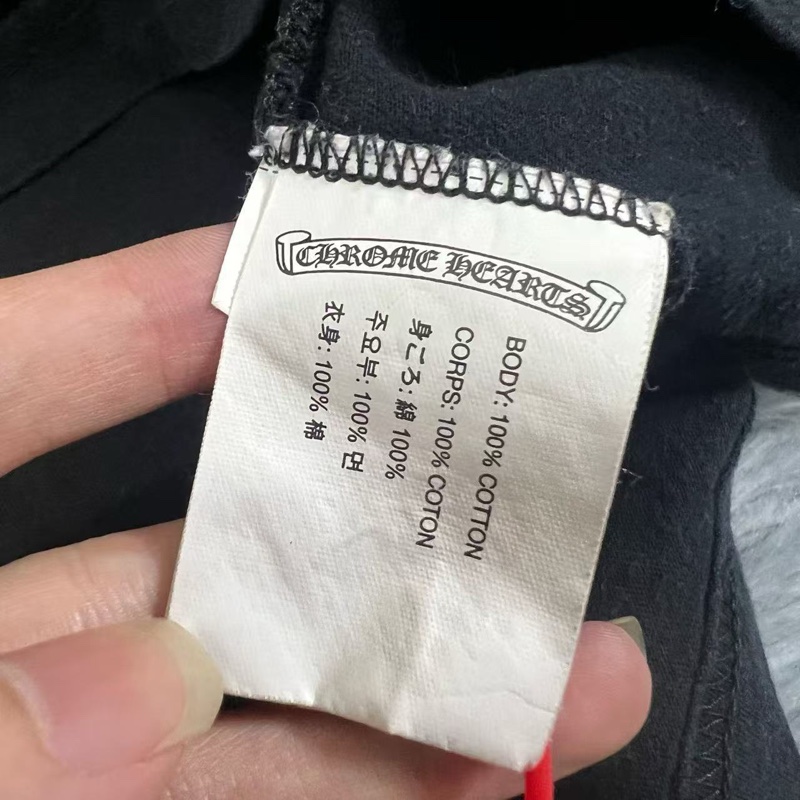 CHROME HEARTS
BODY: 100% COTTON
CORPS: 100% COTON
身ごろ: 綿 100%
주요부: 100% 면
衣身: 100% 棉